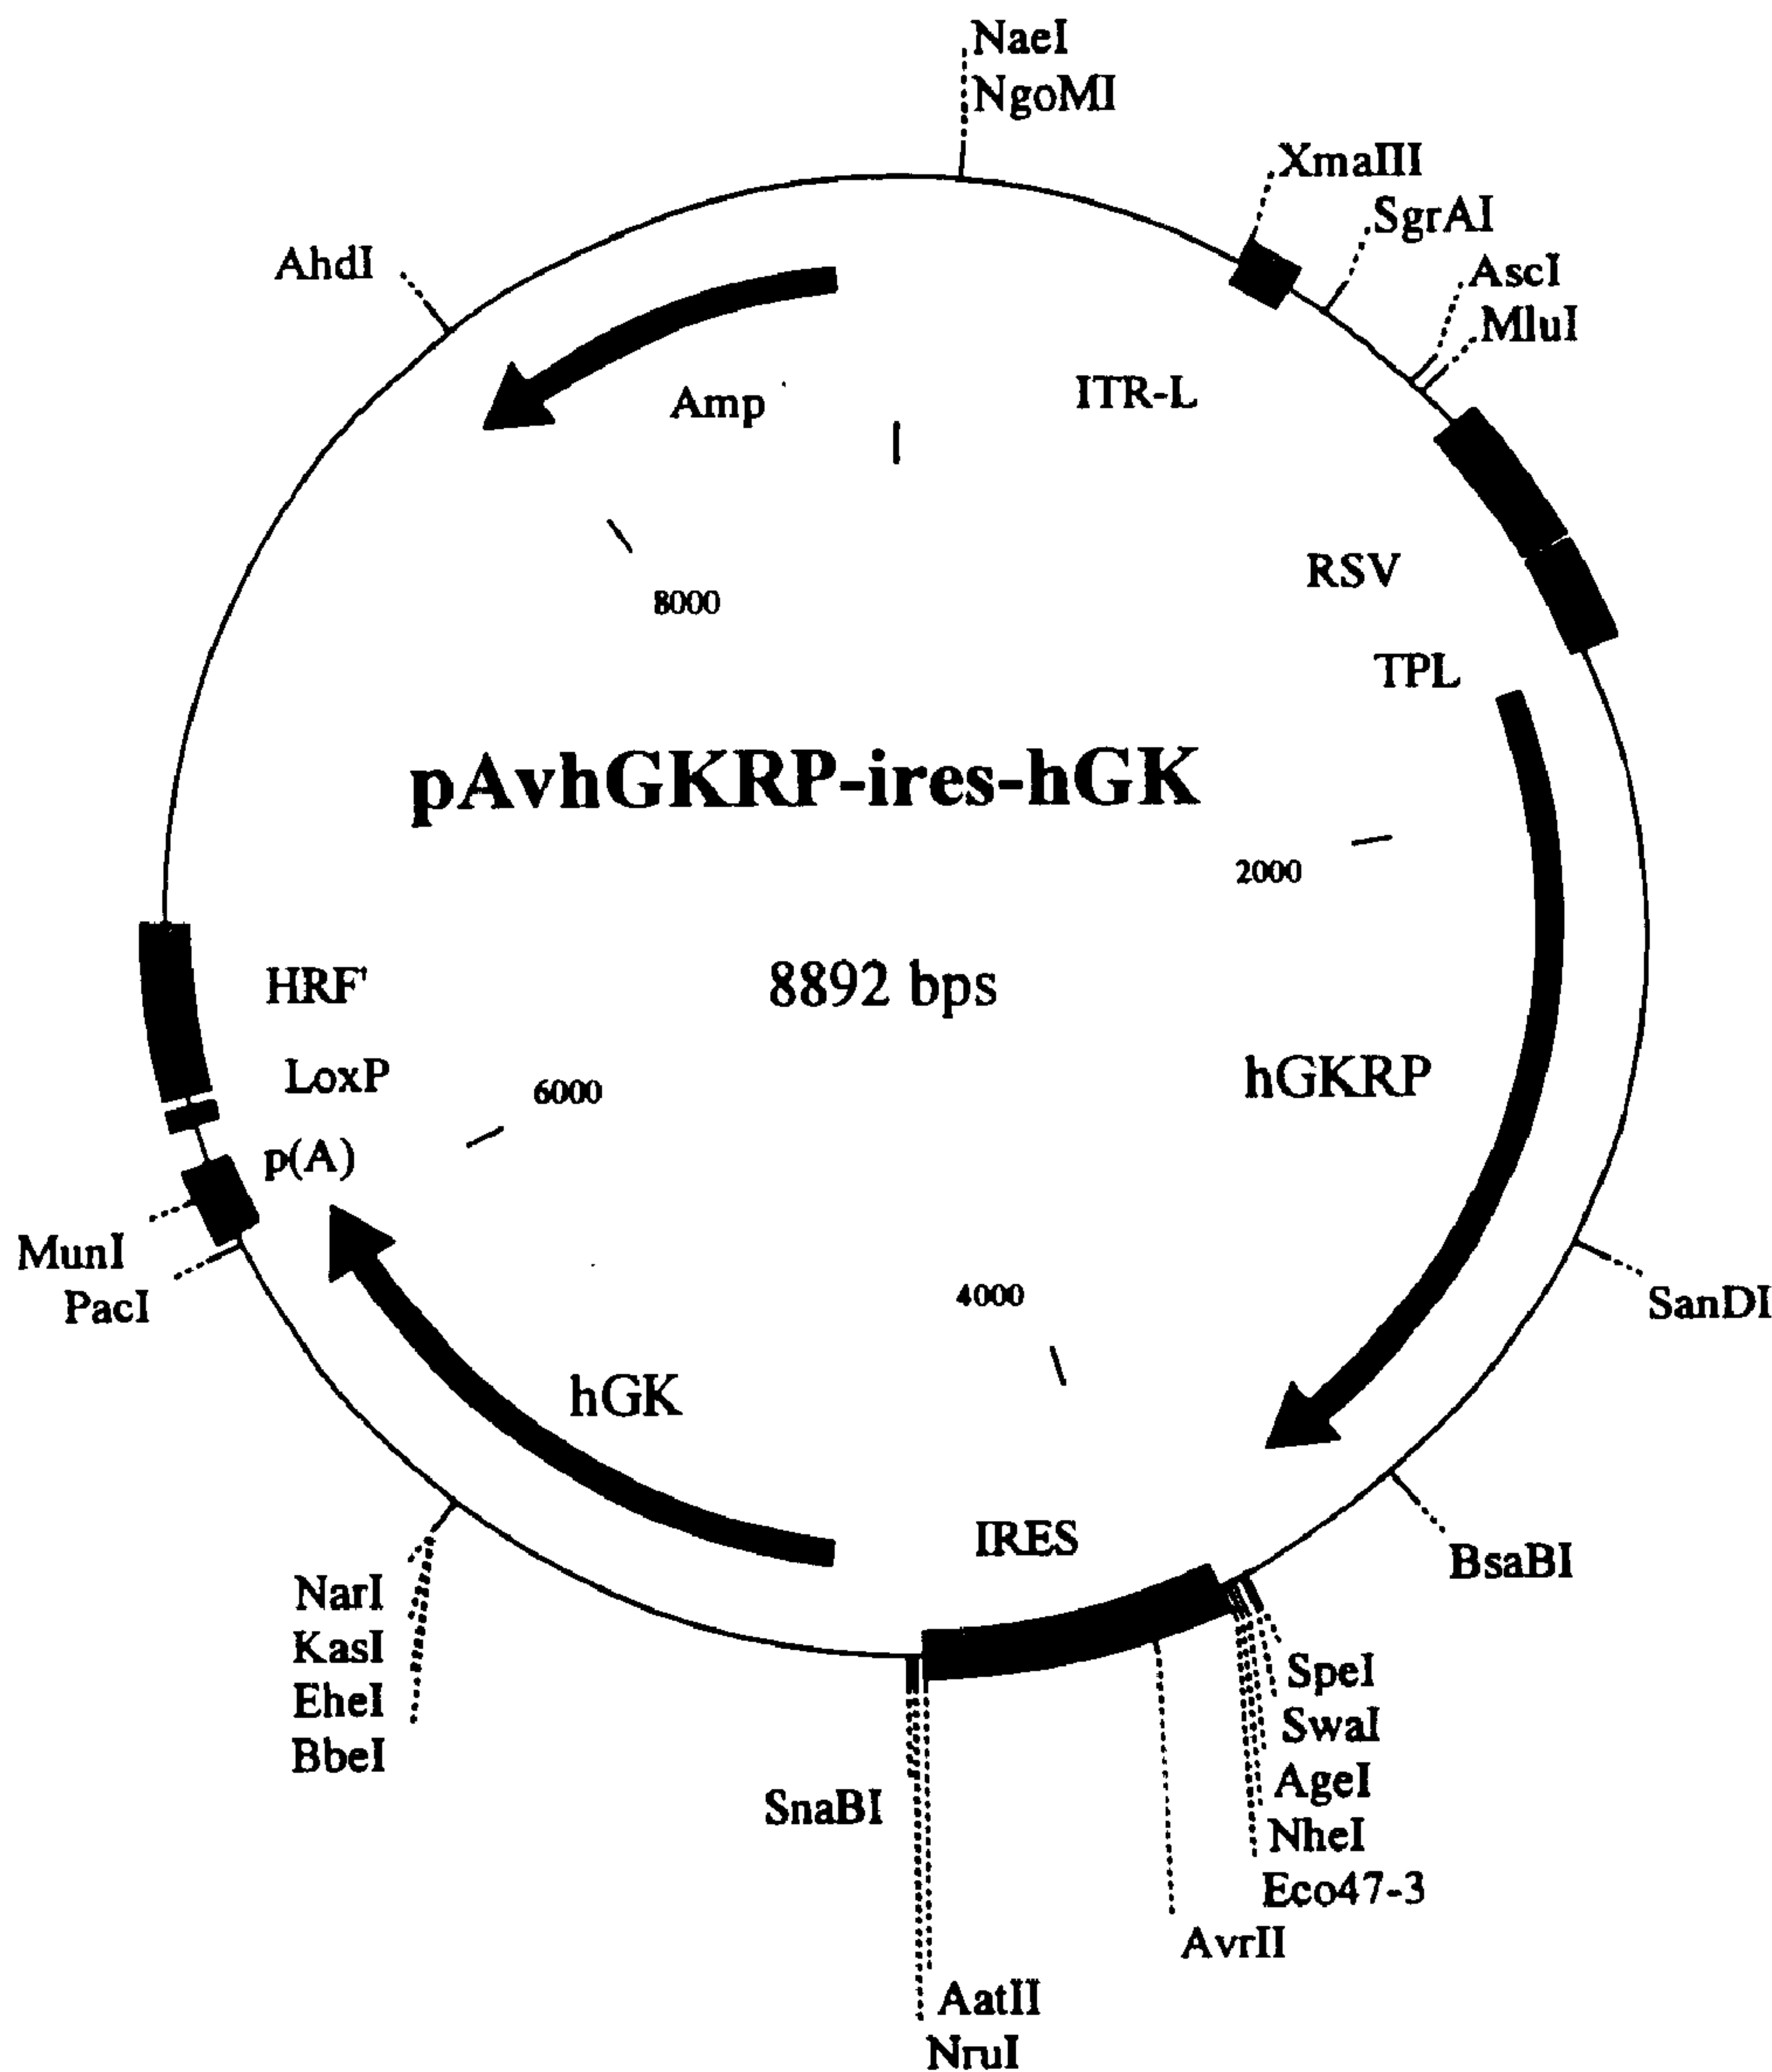 NaeI
NgoMI
XmaIII
SgrAI
AscI
MluI
AhdI
Amp
ITR-L
8000
RSV
TPL
pAvhGKRP-ires-hGK
2000
8892 bps
HRF'
LoxP
6000
hGKRP
p(A)
MunI
PacI
4000
SanDI
hGK
IRES
BsaBI
NarI
KasI
EheI
BbeI
SpeI
SwaI
AgeI
NheI
Eco47-3
SnaBI
AvrII
AatII
NruI